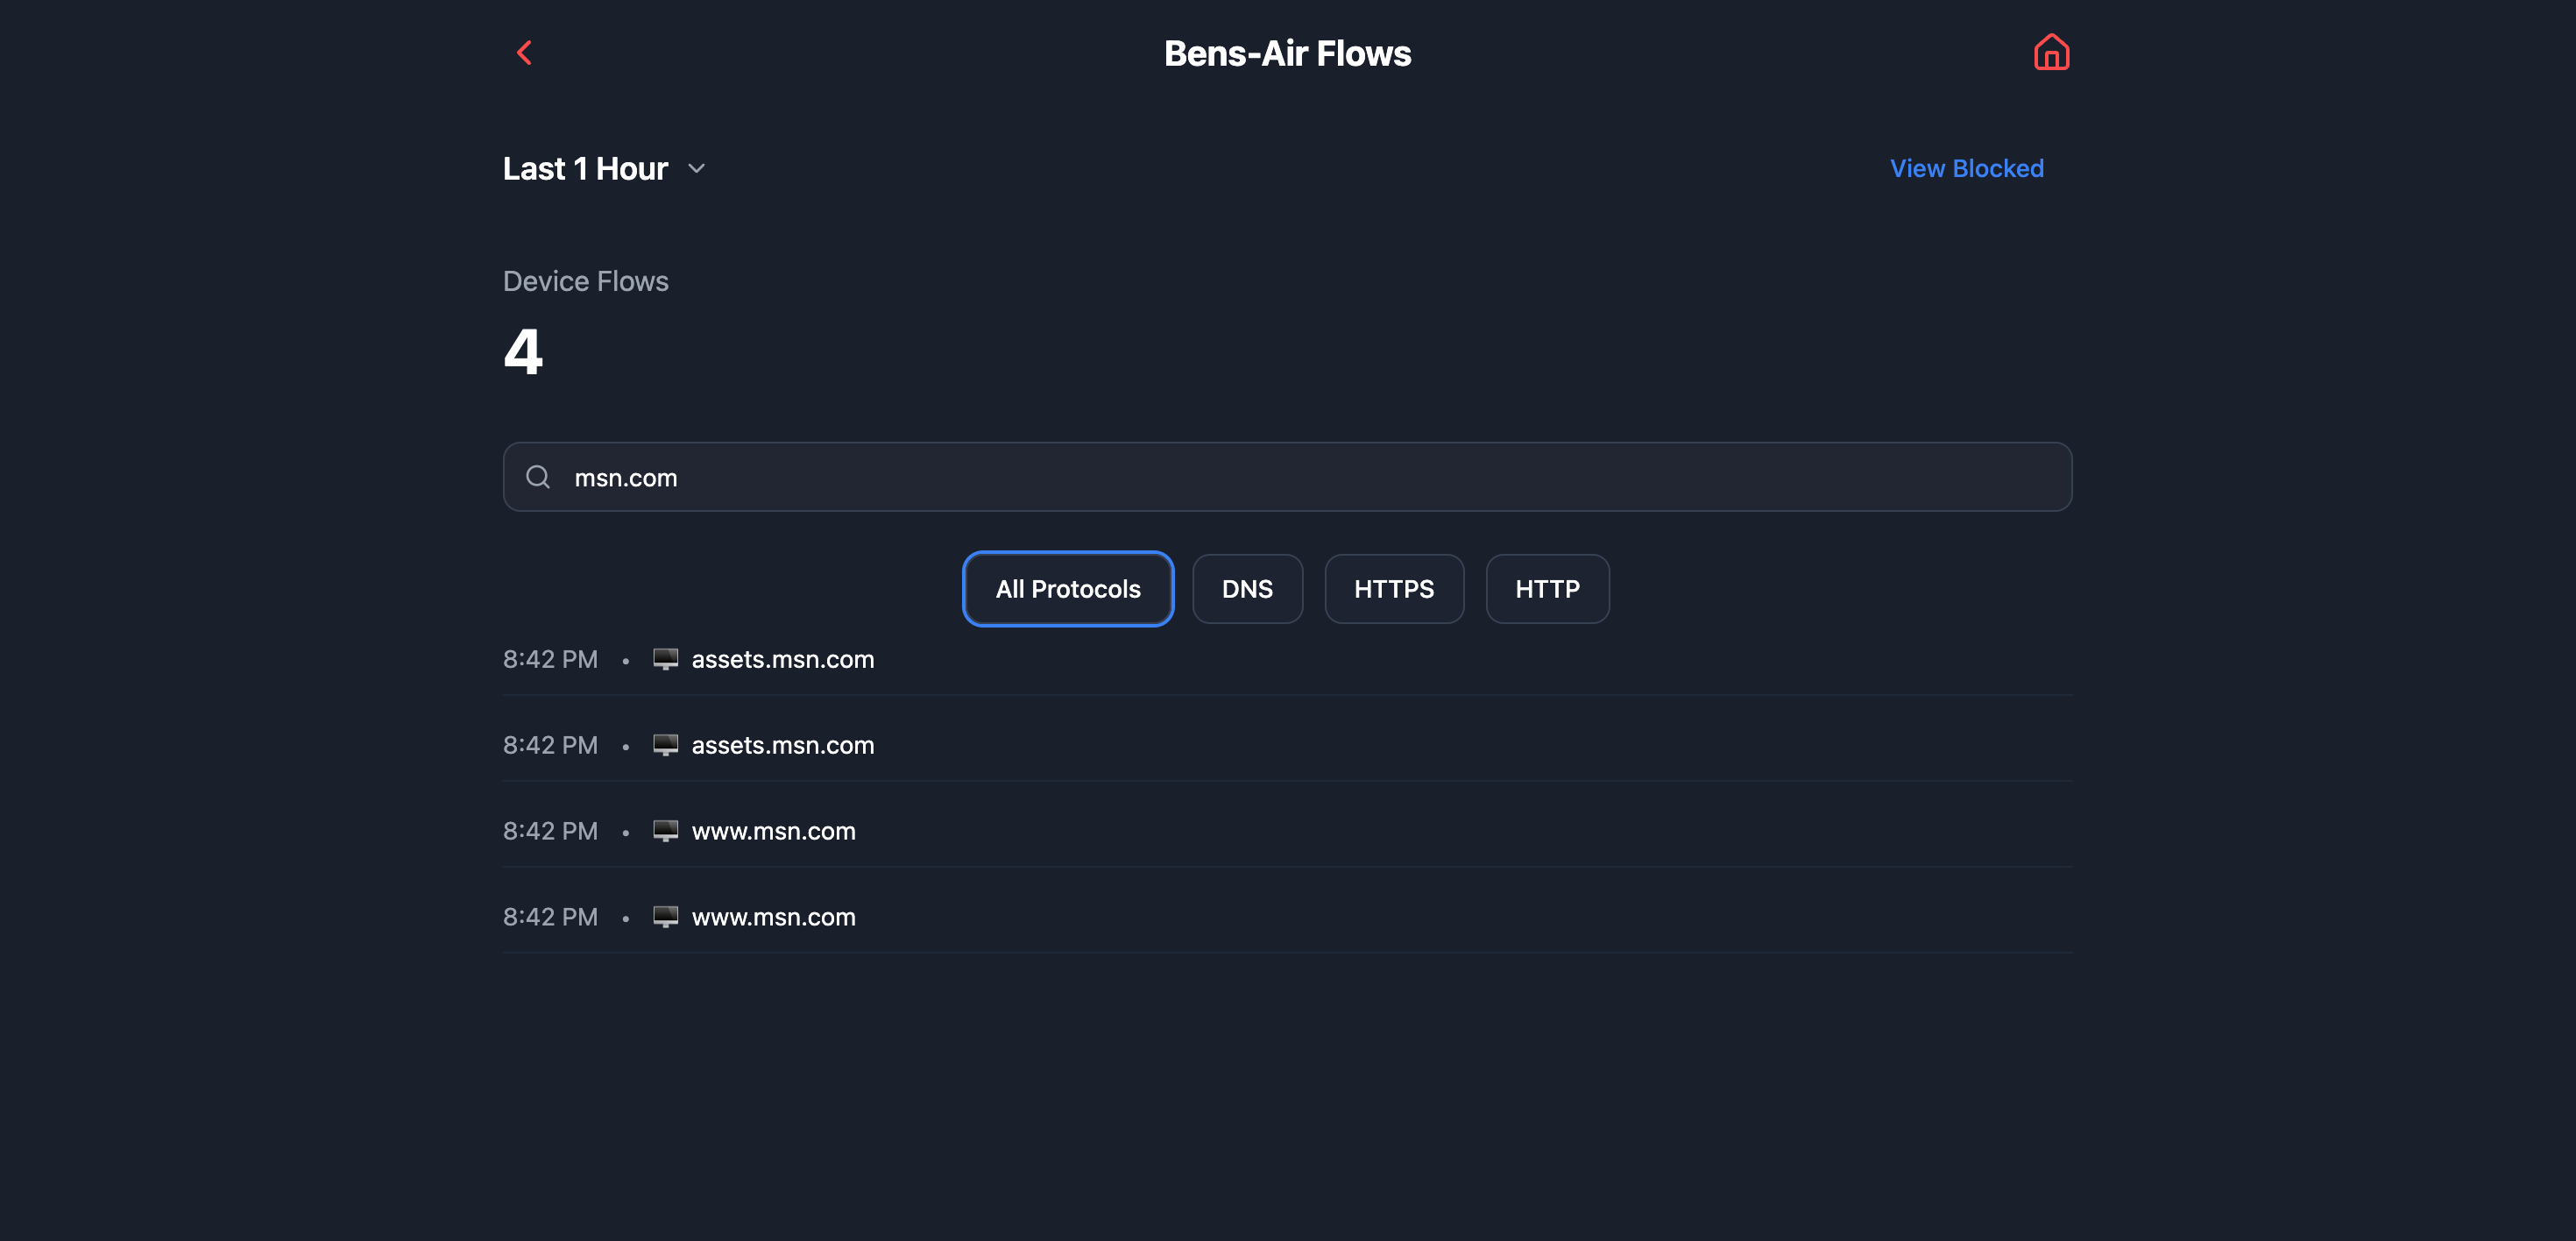 Bens-Air Flows
Last 1 Hour
View Blocked
Device Flows
4
msn.com
All Protocols DNS HTTPS HTTP
8:42 PM • assets.msn.com
8:42 PM • assets.msn.com
8:42 PM • www.msn.com
8:42 PM • www.msn.com